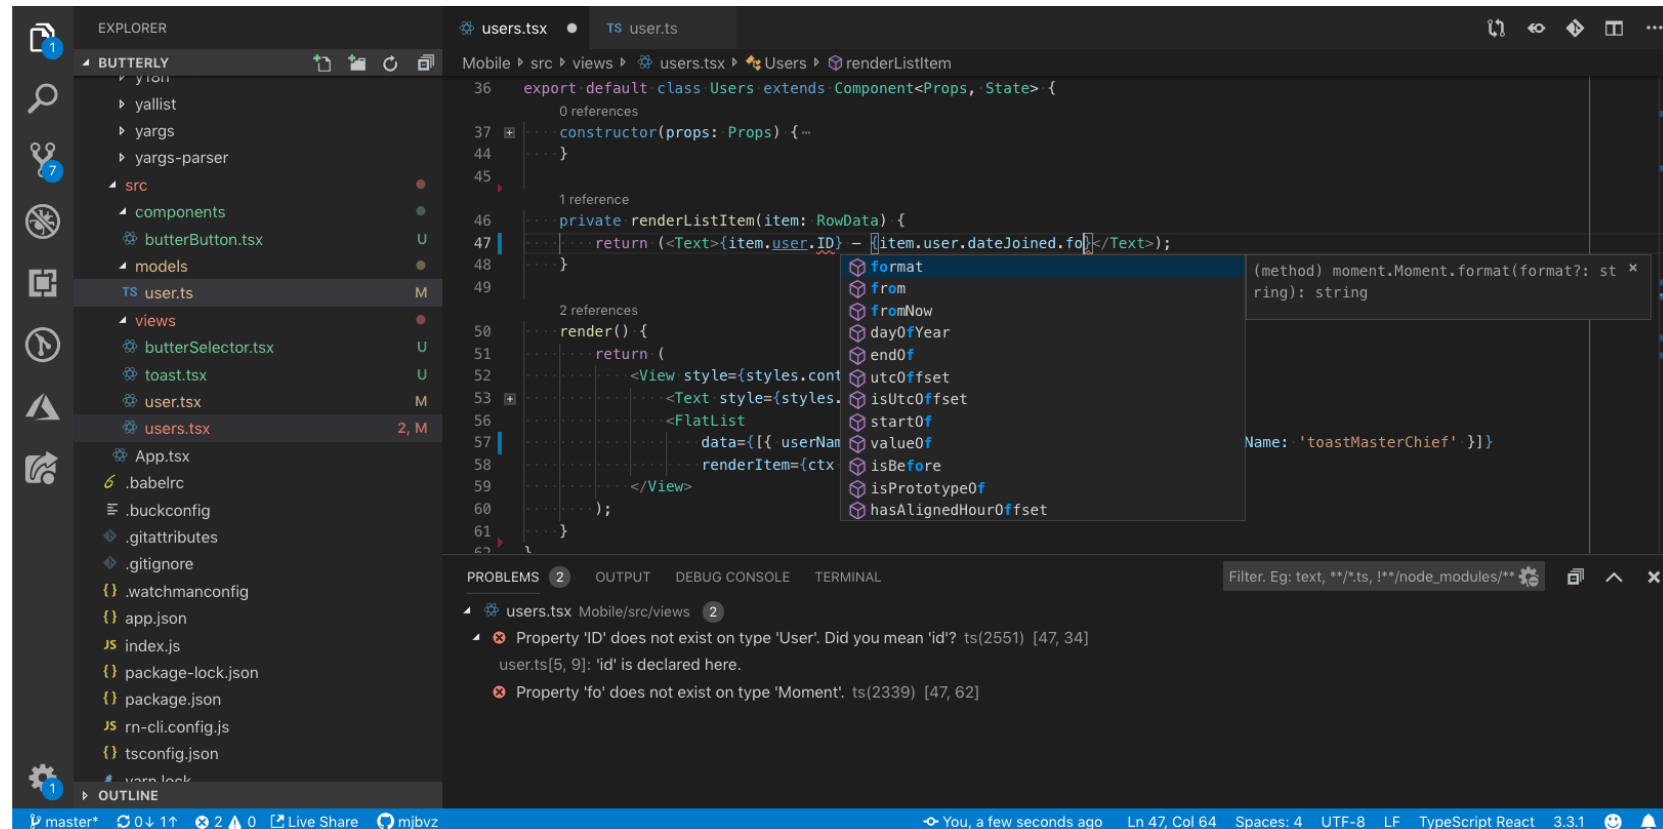 EXPLORER
users.tsx ●
TS user.ts
BUTTERLY
Mobile src views users.tsx Users renderListItem
y18n
yallist
yargs
yargs-parser
src
components
butterButton.tsx U
models
TS user.ts M
views
butterSelector.tsx U
toast.tsx U
user.tsx M
users.tsx 2, M
App.tsx
.babelrc
.buckconfig
.gitattributes
.gitignore
{} .watchmanconfig
{} app.json
JS index.js
{} package-lock.json
{} package.json
JS rn-cli.config.js
{} tsconfig.json
yarn.lock
OUTLINE
1
7
1
36 export default class Users extends Component<Props, State> {
0 references
37 constructor(props: Props) {⋯
44 }
45
1 reference
46 private renderListItem(item: RowData) {
47 return (<Text>{item.user.ID} – {item.user.dateJoined.fo}</Text>);
48 }
49
2 references
50 render() {
51 return (
52 <View style={styles.cont
53 <Text style={styles.
56 <FlatList
57 data={[{ userNam
Name: 'toastMasterChief' }]}
58 renderItem={ctx
59 </View>
60 );
61 }
62 }
format
from
fromNow
dayOfYear
endOf
utcOffset
isUtcOffset
startOf
valueOf
isBefore
isPrototypeOf
hasAlignedHourOffset
(method) moment.Moment.format(format?: st
ring): string
PROBLEMS 2 OUTPUT DEBUG CONSOLE TERMINAL
Filter. Eg: text, **/*.ts, !**/node_modules/**
users.tsx Mobile/src/views 2
Property 'ID' does not exist on type 'User'. Did you mean 'id'? ts(2551) [47, 34]
user.ts[5, 9]: 'id' is declared here.
Property 'fo' does not exist on type 'Moment'. ts(2339) [47, 62]
master* 0↓ 1↑ 2 0 Live Share mjbvz
You, a few seconds ago Ln 47, Col 64 Spaces: 4 UTF-8 LF TypeScript React 3.3.1